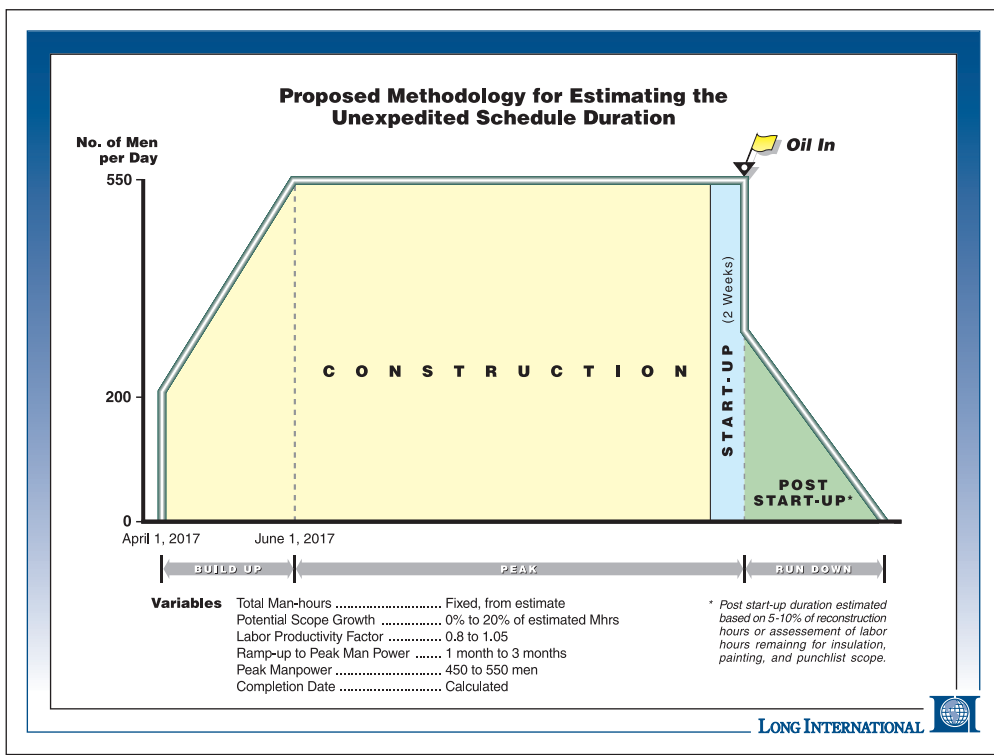 Proposed Methodology for Estimating the
Unexpedited Schedule Duration
No. of Men
per Day
Oil In
550
200
0
CONSTRUCTION
START-UP (2 Weeks)
POST
START-UP*
April 1, 2017
June 1, 2017
BUILD UP
PEAK
RUN DOWN
Variables
Total Man-hours ........................ Fixed, from estimate
Potential Scope Growth ............. 0% to 20% of estimated Mhrs
Labor Productivity Factor .......... 0.8 to 1.05
Ramp-up to Peak Man Power ...... 1 month to 3 months
Peak Manpower ....................... 450 to 550 men
Completion Date ....................... Calculated
* Post start-up duration estimated
based on 5-10% of reconstruction
hours or assessement of labor
hours remainng for insulation,
painting, and punchlist scope.
LONG INTERNATIONAL